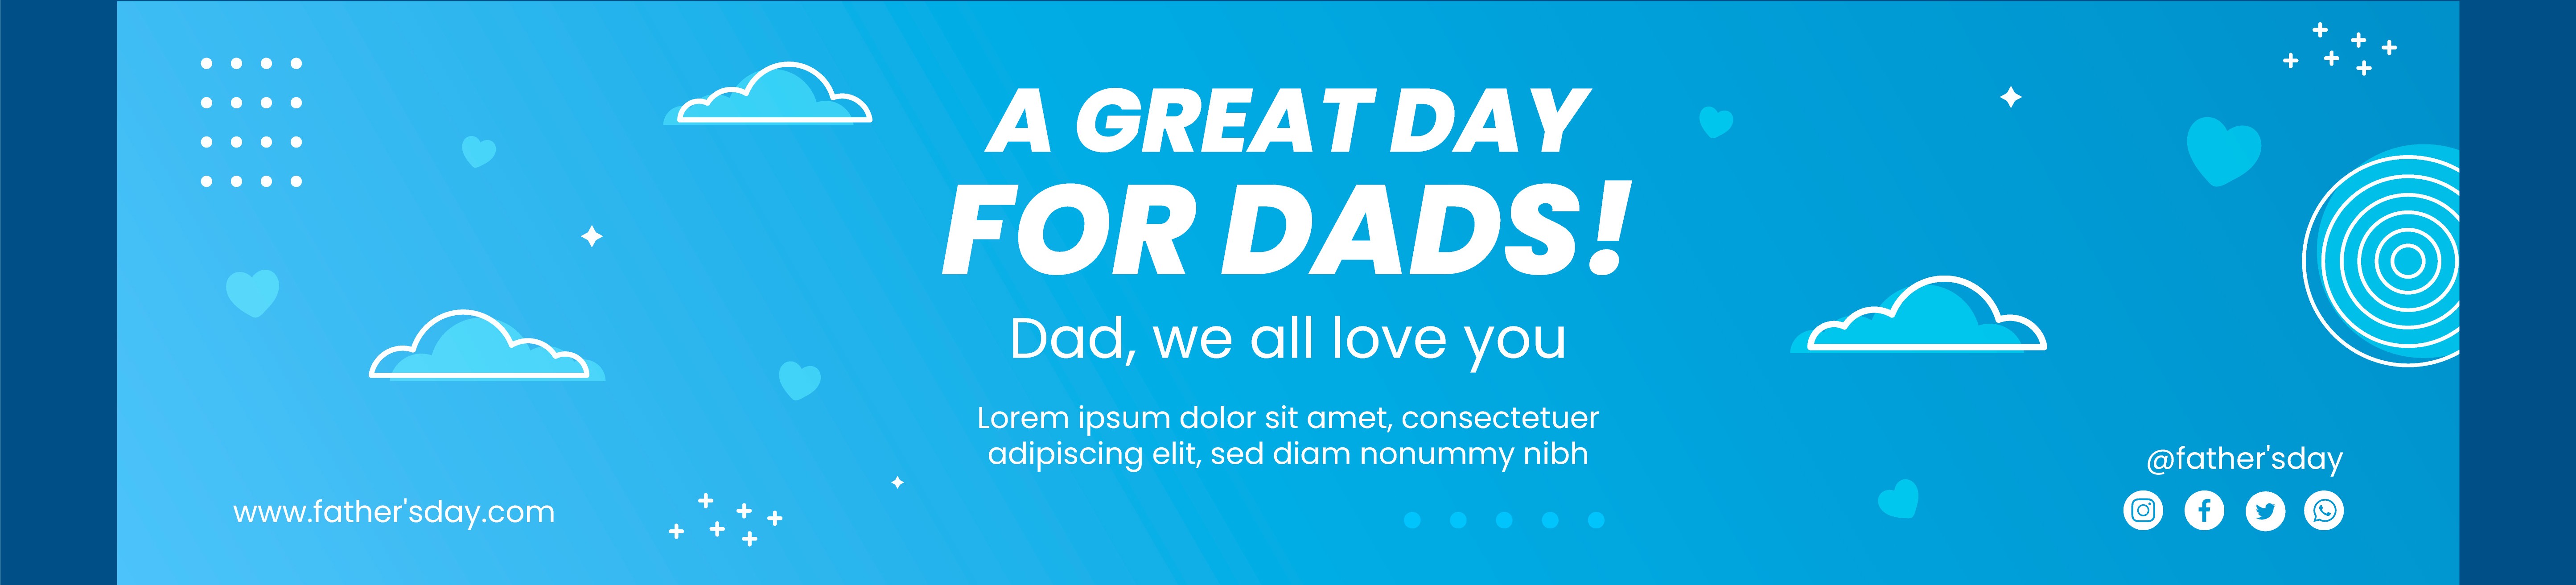 A GREAT DAY
FOR DADS!
Dad, we all love you
Lorem ipsum dolor sit amet, consectetuer
adipiscing elit, sed diam nonummy nibh
www.father'sday.com
@father'sday